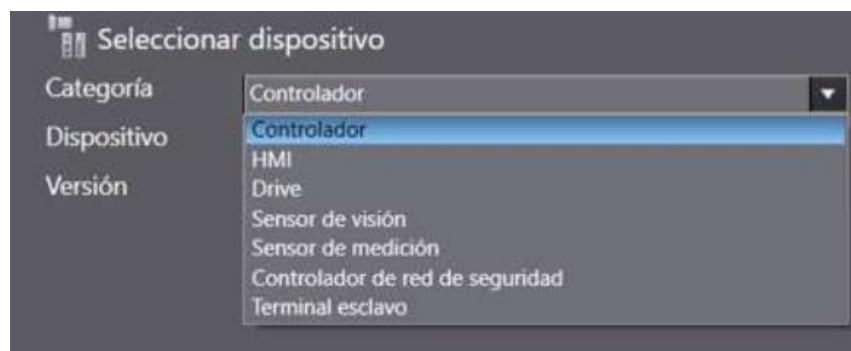 Seleccionar dispositivo
Categoría Controlador
Controlador
Dispositivo
HMI
Versión Drive
Sensor de visión
Sensor de medición
Controlador de red de seguridad
Terminal esclavo